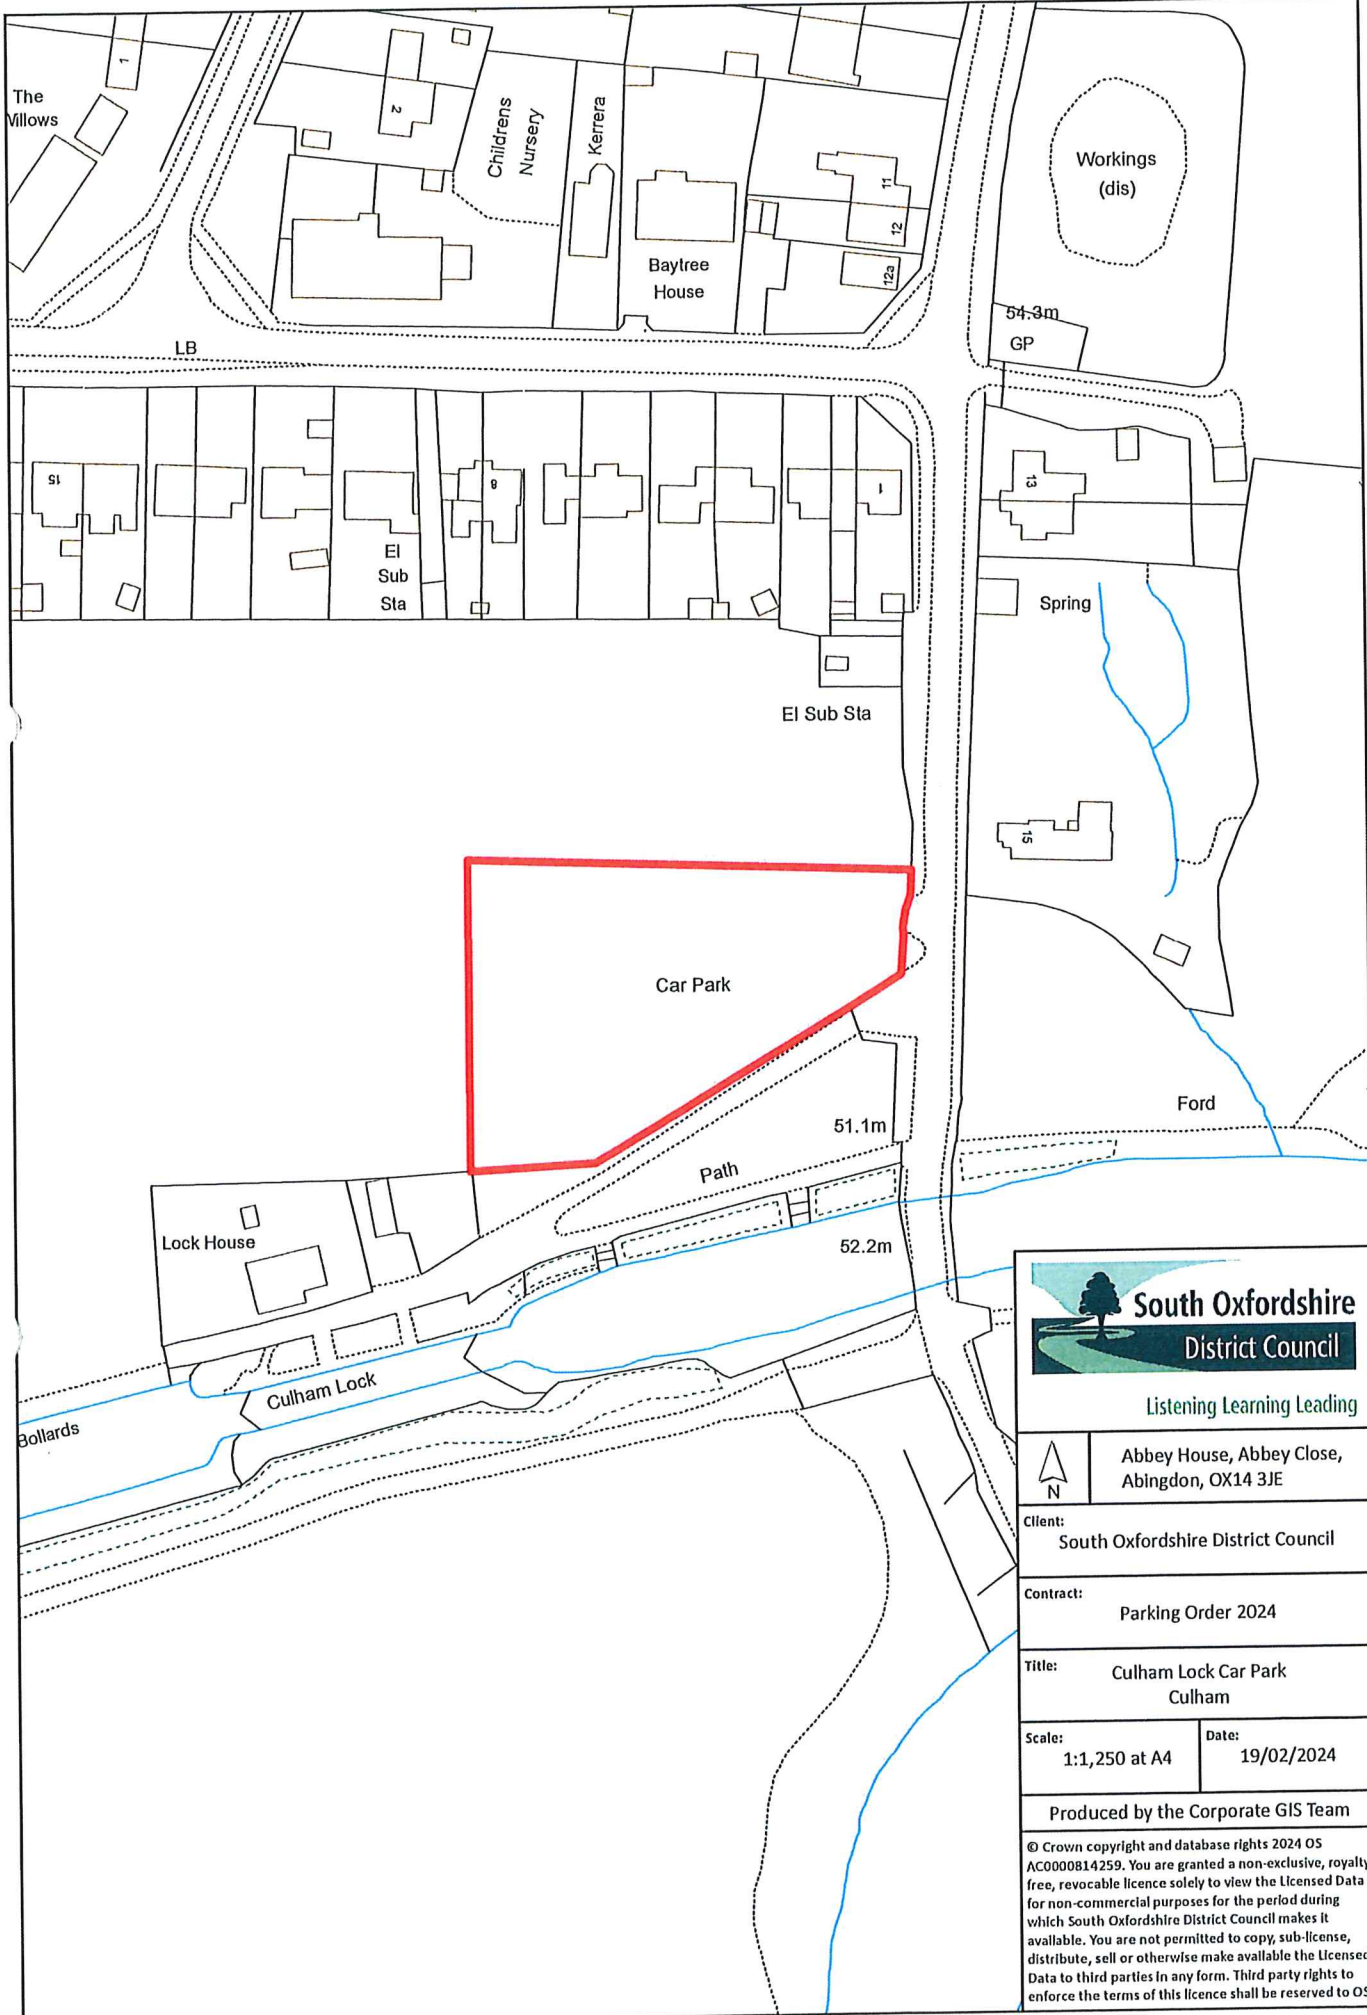 1
The
Willows
2
Childrens
Nursery
Kerrera
11
12
12a
Baytree
House
Workings
(dis)
54.3m
GP
LB
15
8
1
13
El
Sub
Sta
Spring
El Sub Sta
15
Car Park
Ford
51.1m
Path
Lock House
52.2m
Culham Lock
Bollards
South Oxfordshire
District Council
Listening Learning Leading
N
Abbey House, Abbey Close,
Abingdon, OX14 3JE
Client:
South Oxfordshire District Council
Contract:
Parking Order 2024
Title:
Culham Lock Car Park
Culham
Scale:
1:1,250 at A4
Date:
19/02/2024
Produced by the Corporate GIS Team
© Crown copyright and database rights 2024 OS
AC0000814259. You are granted a non-exclusive, royalty
free, revocable licence solely to view the Licensed Data
for non-commercial purposes for the period during
which South Oxfordshire District Council makes it
available. You are not permitted to copy, sub-license,
distribute, sell or otherwise make available the Licensed
Data to third parties in any form. Third party rights to
enforce the terms of this licence shall be reserved to OS